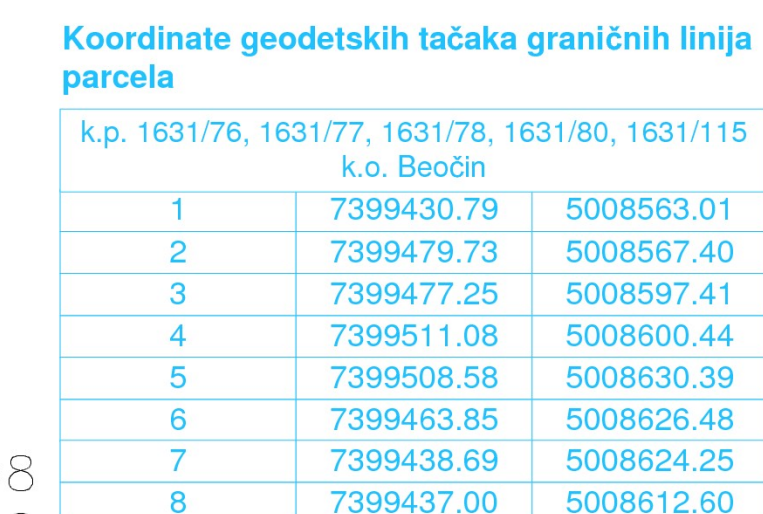 Koordinate geodetskih tačaka graničnih linija
parcela
k.p. 1631/76, 1631/77, 1631/78, 1631/80, 1631/115
k.o. Beočin
1 7399430.79 5008563.01
2 7399479.73 5008567.40
3 7399477.25 5008597.41
4 7399511.08 5008600.44
5 7399508.58 5008630.39
6 7399463.85 5008626.48
7 7399438.69 5008624.25
8 7399437.00 5008612.60
8